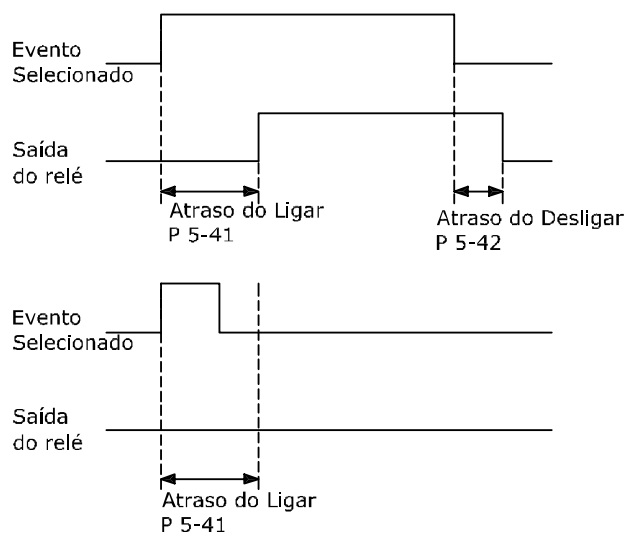 Evento
Selecionado
Saída
do relé
Atraso do Ligar
P 5-41
Atraso do Desligar
P 5-42
Evento
Selecionado
Saída
do relé
Atraso do Ligar
P 5-41